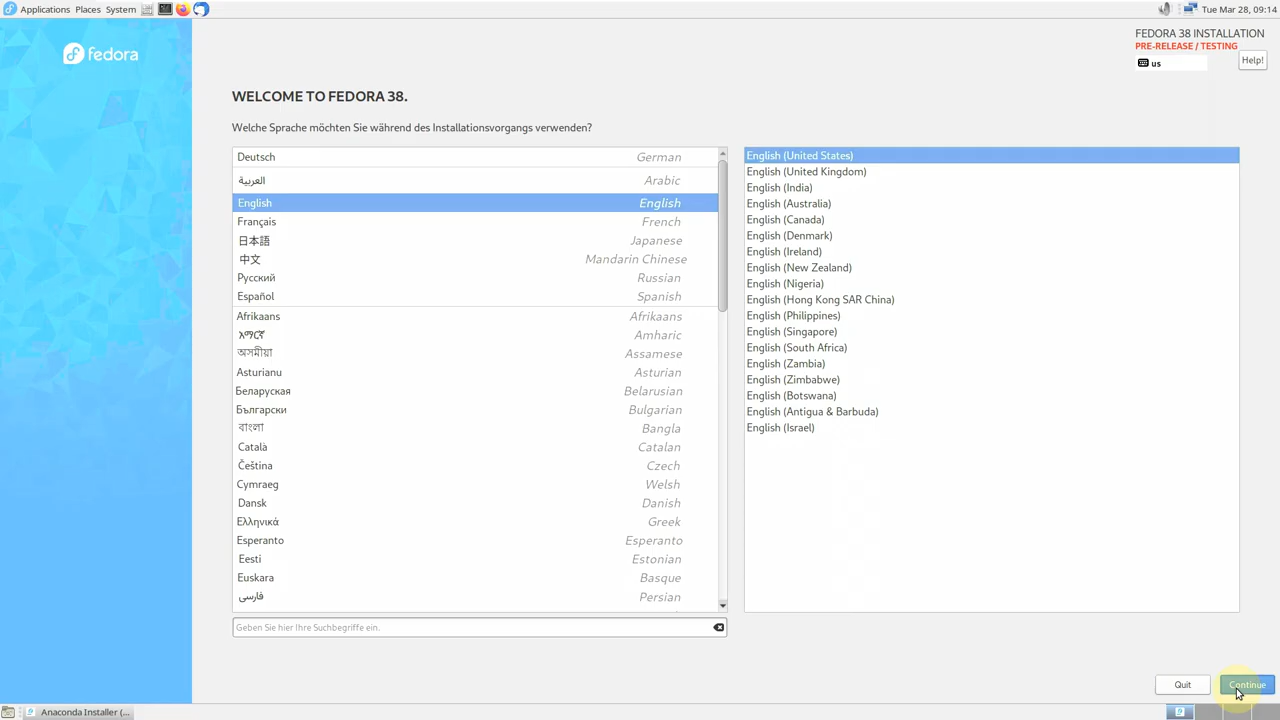 Applications Places System
Tue Mar 28, 09:14
fedora
FEDORA 38 INSTALLATION
PRE-RELEASE / TESTING
us
Help!
WELCOME TO FEDORA 38.
Welche Sprache möchten Sie während des Installationsvorgangs verwenden?
Deutsch German
العربية Arabic
English English
Français French
日本語 Japanese
中文 Mandarin Chinese
Русский Russian
Español Spanish
Afrikaans Afrikaans
አማርኛ Amharic
অসমীয়া Assamese
Asturianu Asturian
Беларуская Belarusian
Български Bulgarian
বাংলা Bangla
Català Catalan
Čeština Czech
Cymraeg Welsh
Dansk Danish
Ελληνικά Greek
Esperanto Esperanto
Eesti Estonian
Euskara Basque
فارسی Persian
Geben Sie hier Ihre Suchbegriffe ein.
English (United States)
English (United Kingdom)
English (India)
English (Australia)
English (Canada)
English (Denmark)
English (Ireland)
English (New Zealand)
English (Nigeria)
English (Hong Kong SAR China)
English (Philippines)
English (Singapore)
English (South Africa)
English (Zambia)
English (Zimbabwe)
English (Botswana)
English (Antigua & Barbuda)
English (Israel)
Quit
Continue
Anaconda Installer (...